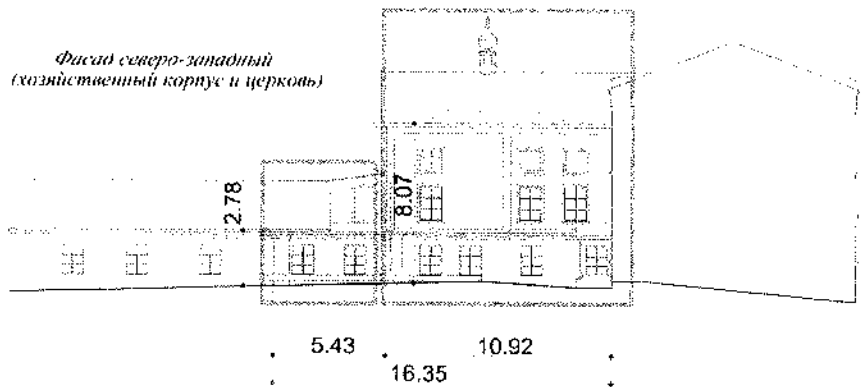 Фасад северо-западный
(хозяйственный корпус и церковь)
2.78
8.07
5.43
10.92
16.35